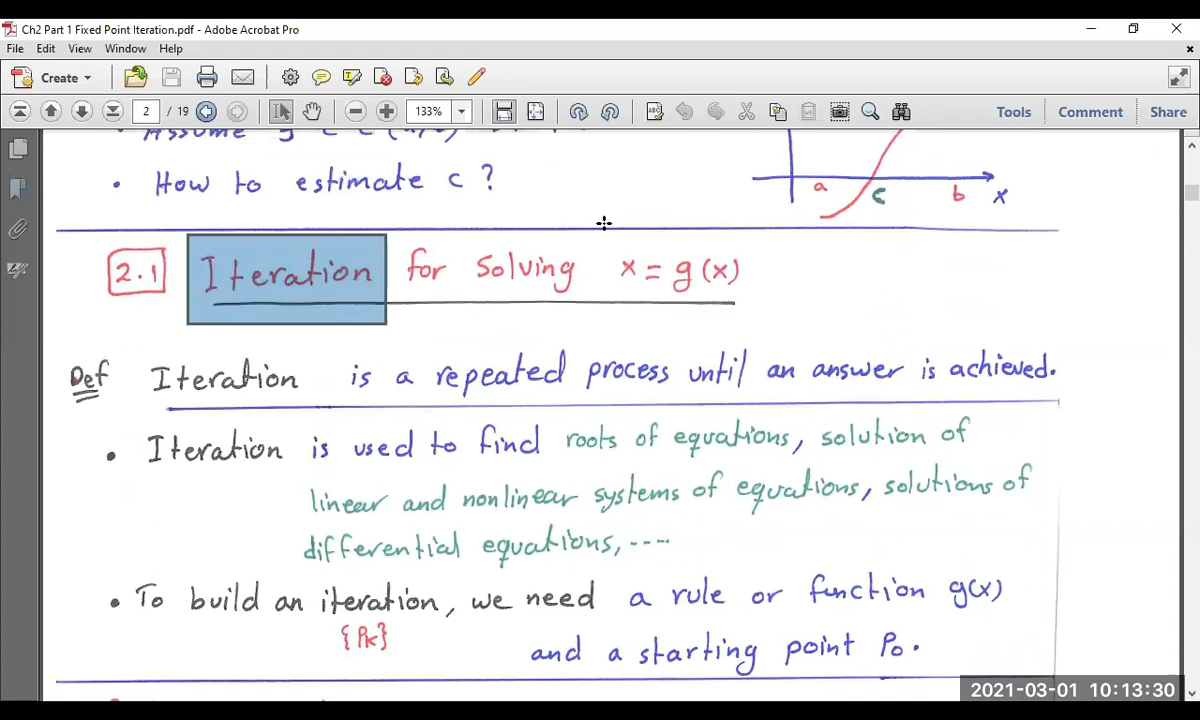 Ch2 Part 1 Fixed Point Iteration.pdf - Adobe Acrobat Pro
File Edit View Window Help
Create
2 / 19 133% Tools Comment Share
Assume
• How to estimate c ?
a c b x
2.1 Iteration for solving x = g(x)
Def Iteration is a repeated process until an answer is achieved.
• Iteration is used to find roots of equations, solution of
linear and nonlinear systems of equations, solutions of
differential equations, ----
• To build an iteration, we need a rule or function g(x)
{Pk}
and a starting point Po.
2021-03-01 10:13:30